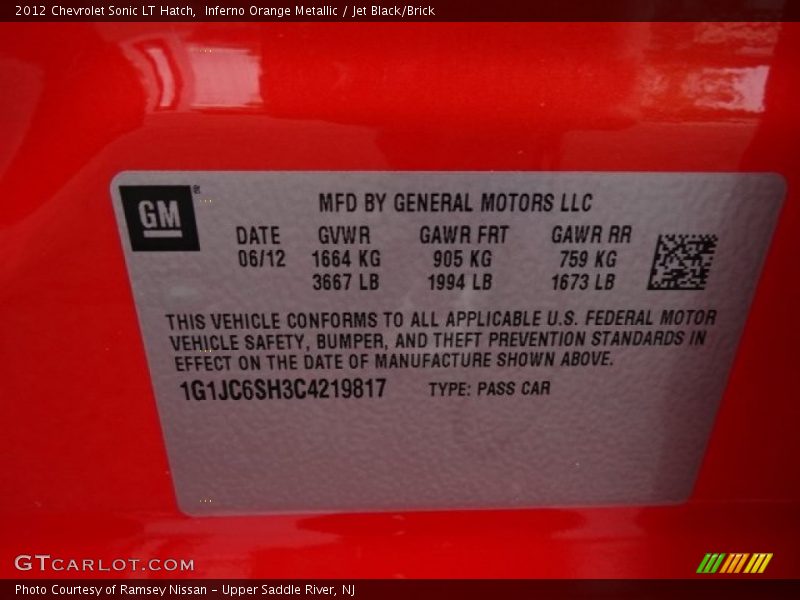 2012 Chevrolet Sonic LT Hatch,  Inferno Orange Metallic / Jet Black/Brick
GM ®
MFD BY GENERAL MOTORS LLC
DATE GVWR GAWR FRT GAWR RR
06/12 1664 KG 905 KG 759 KG
3667 LB 1994 LB 1673 LB
THIS VEHICLE CONFORMS TO ALL APPLICABLE U.S. FEDERAL MOTOR
VEHICLE SAFETY, BUMPER, AND THEFT PREVENTION STANDARDS IN
EFFECT ON THE DATE OF MANUFACTURE SHOWN ABOVE.
1G1JC6SH3C4219817 TYPE: PASS CAR
GTCARLOT.COM
Photo Courtesy of Ramsey Nissan - Upper Saddle River, NJ